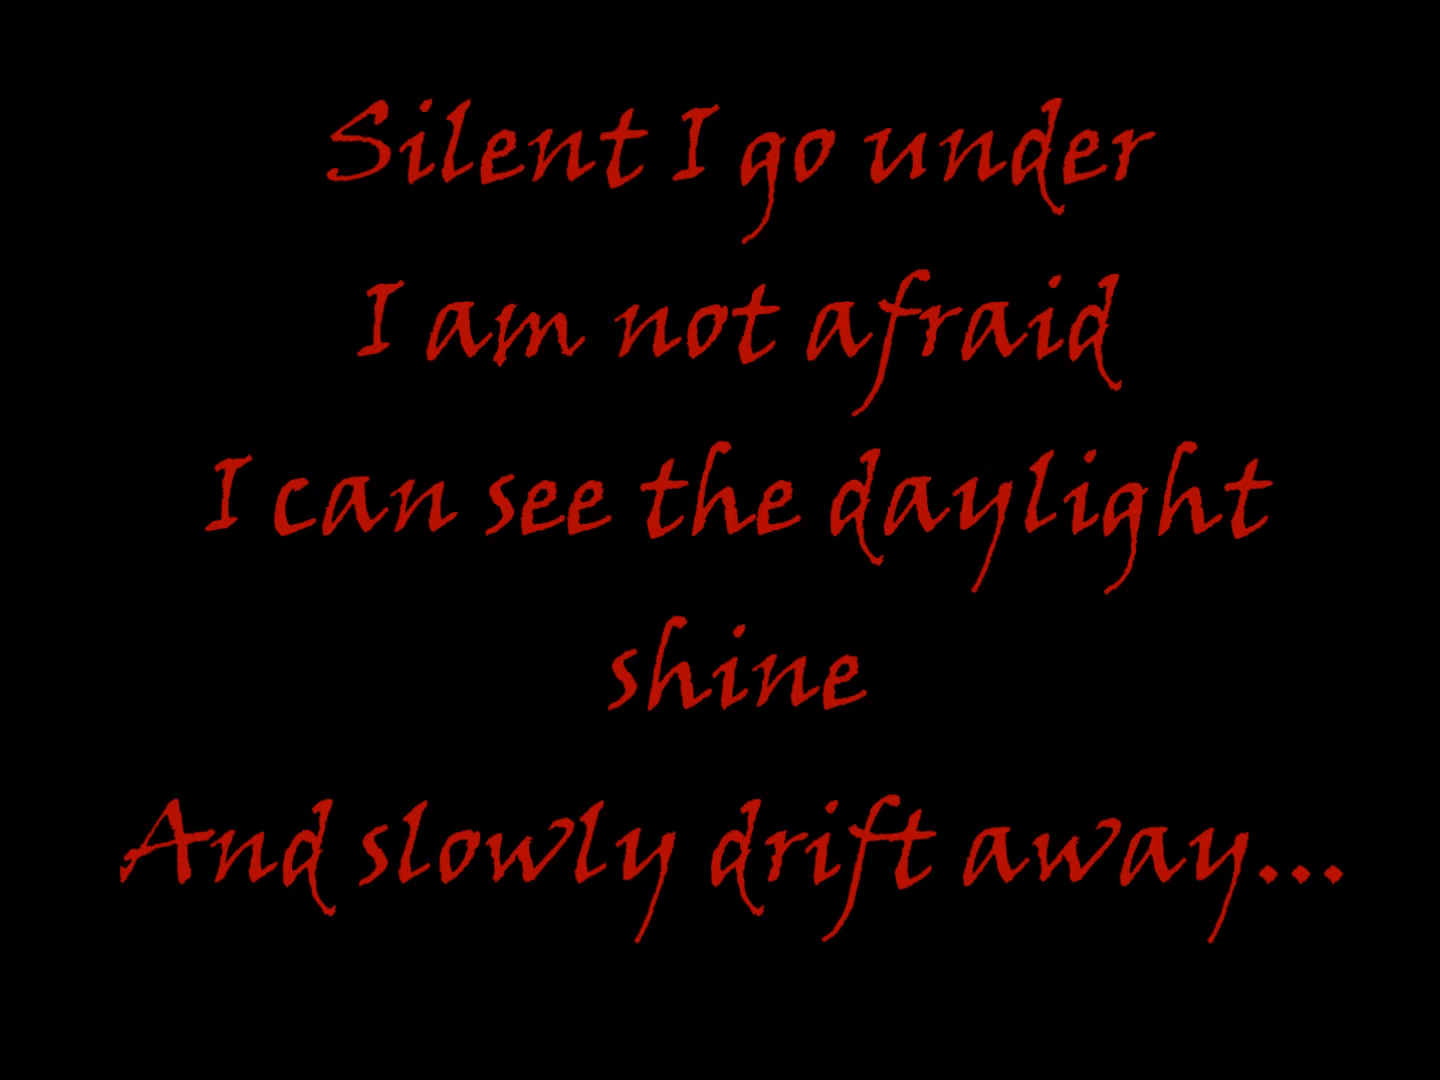 Silent I go under
I am not afraid
I can see the daylight
shine
And slowly drift away...